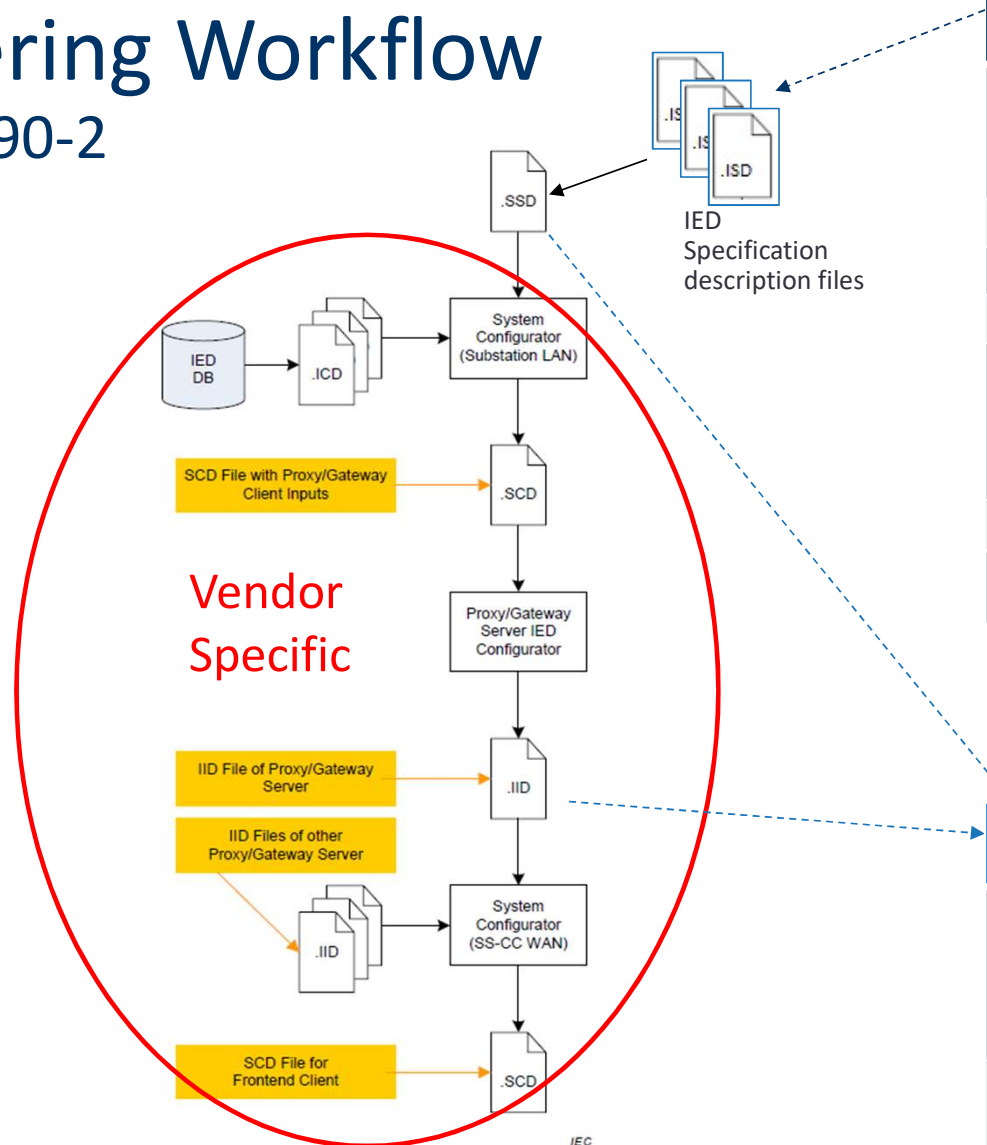 ering Workflow
90-2
.IS
.IS
.ISD
.SSD
IED
Specification
description files
System
Configurator
(Substation LAN)
IED
DB
.ICD
SCD File with Proxy/Gateway
Client Inputs
.SCD
Vendor
Specific
Proxy/Gateway
Server IED
Configurator
IID File of Proxy/Gateway
Server
.IID
IID Files of other
Proxy/Gateway Server
System
Configurator
(SS-CC WAN)
.IID
SCD File for
Frontend Client
.SCD
IEC